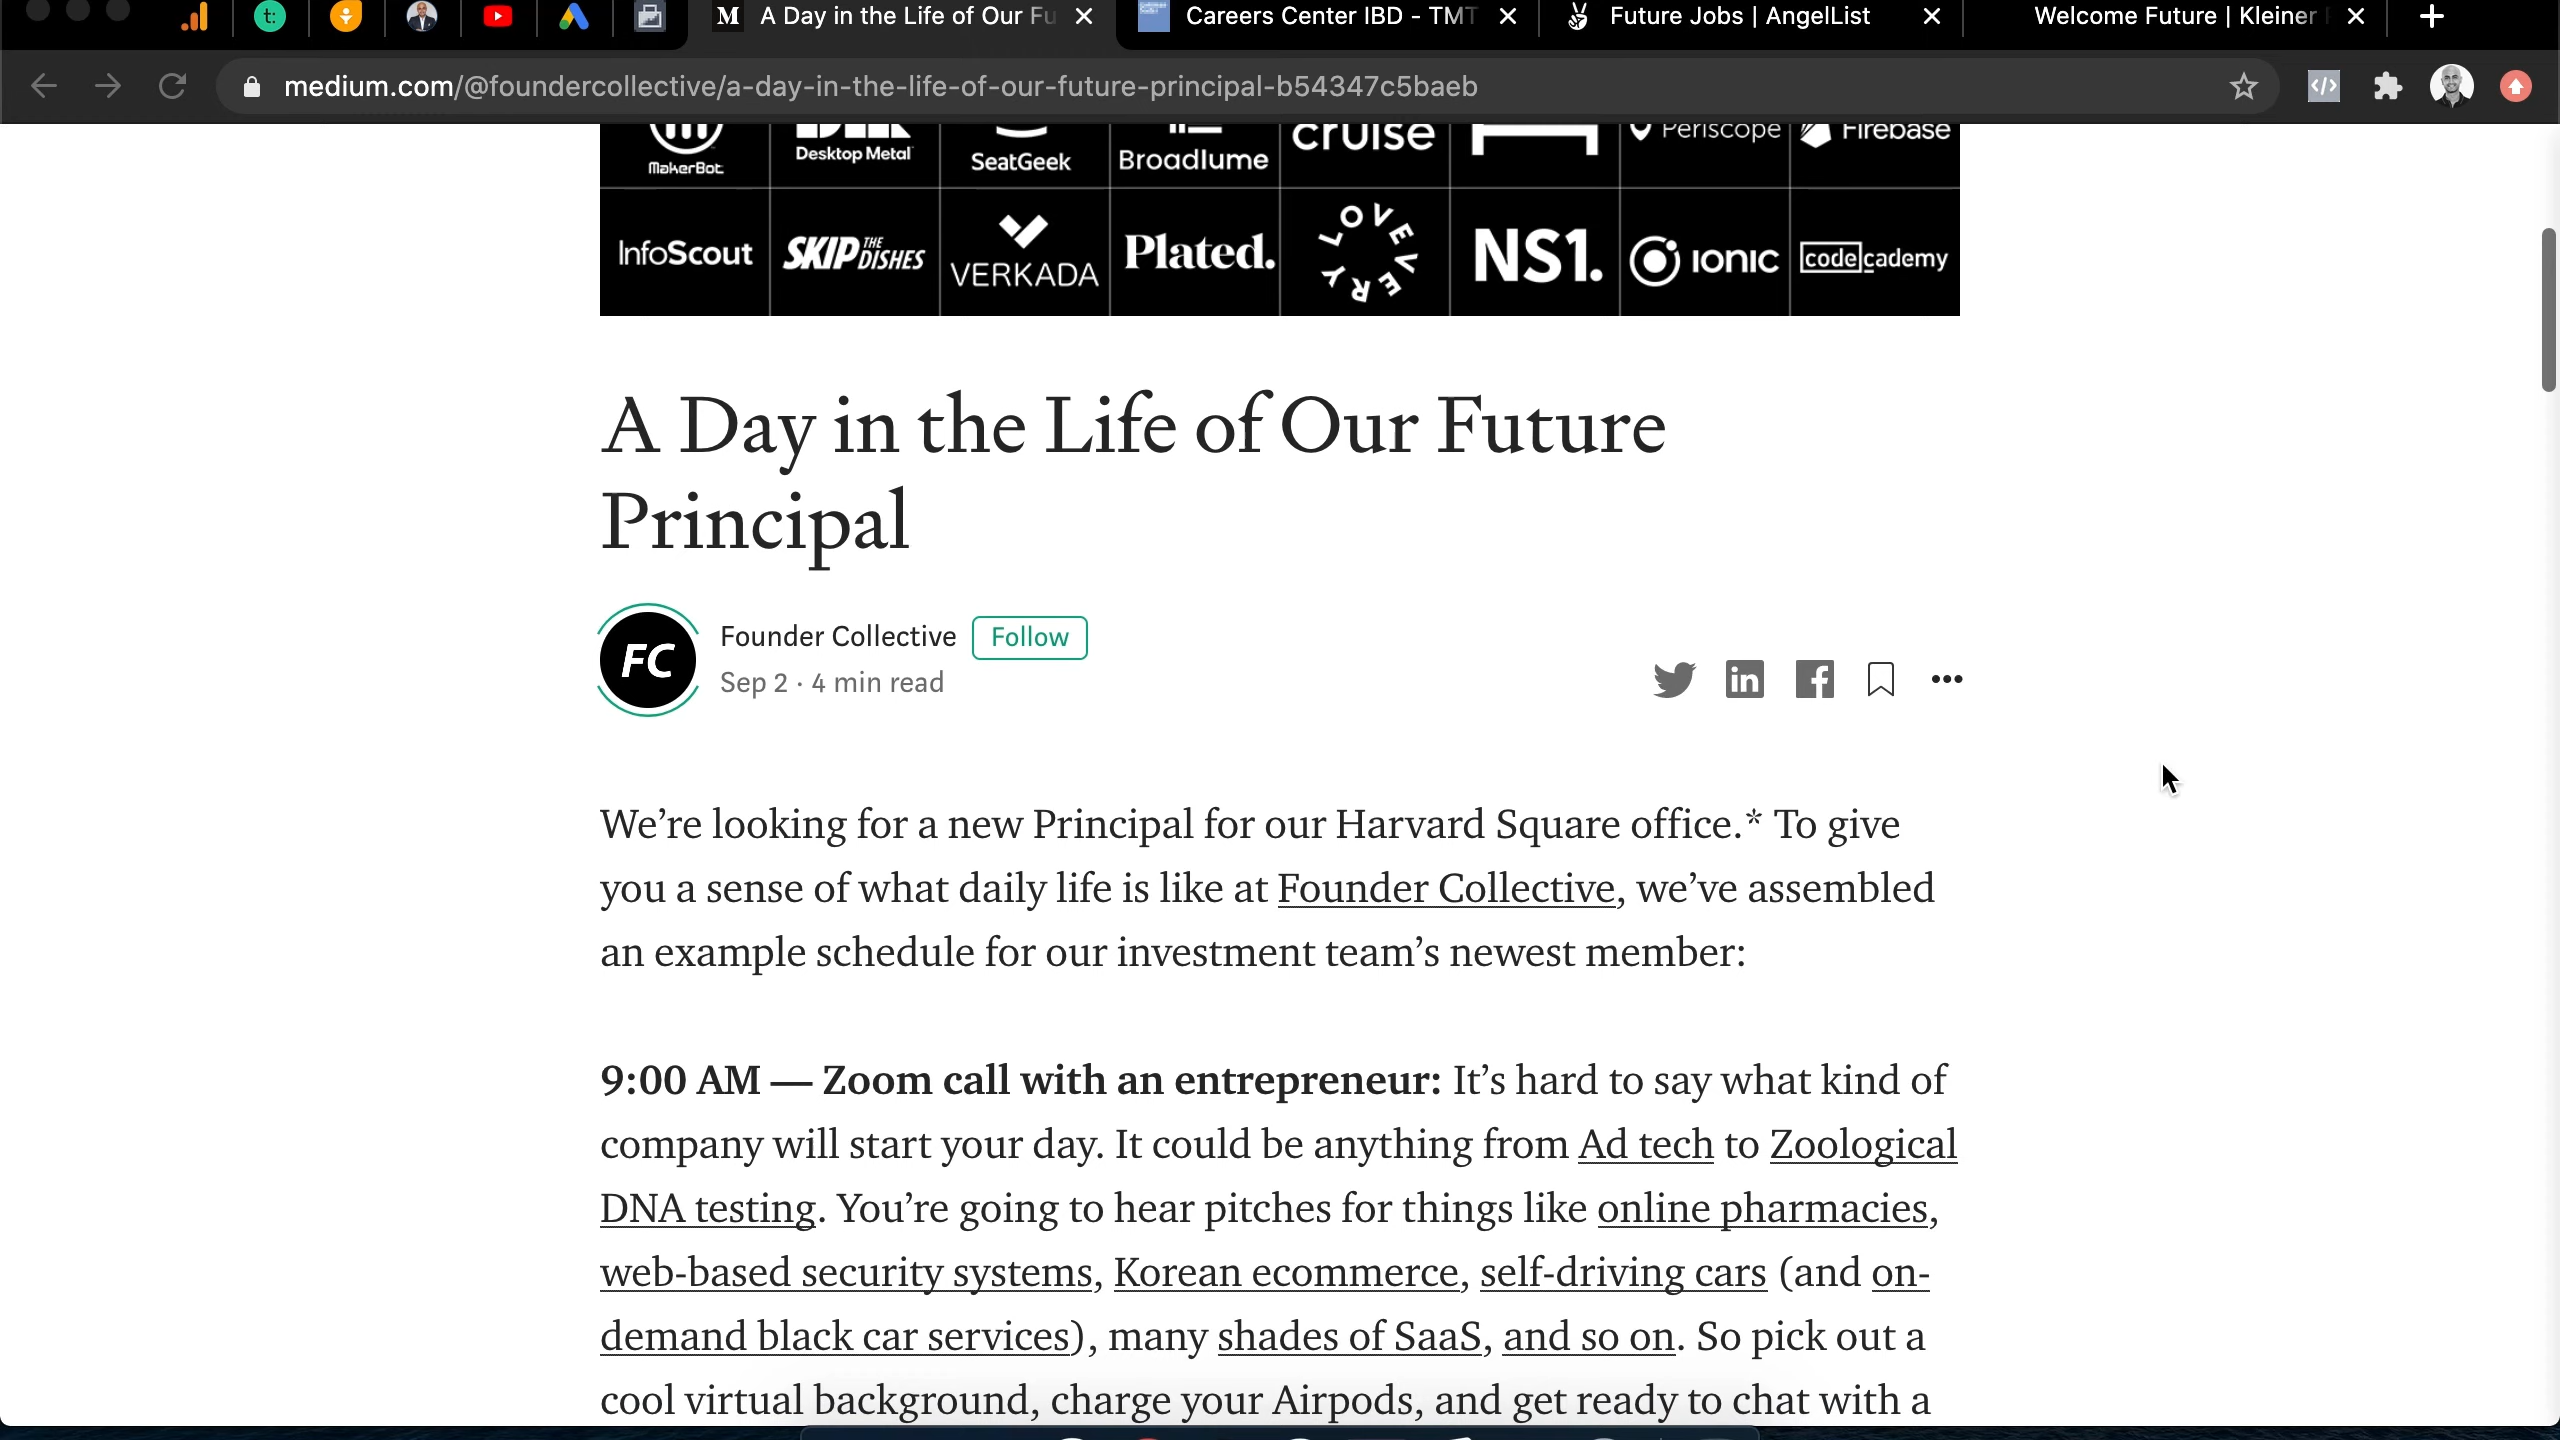 t:
M A Day in the Life of Our Fu
Careers Center IBD - TMT
Future Jobs | AngelList
Welcome Future | Kleiner
medium.com/@foundercollective/a-day-in-the-life-of-our-future-principal-b54347c5baeb
MakerBot
Desktop Metal
SeatGeek
Broadlume
cruise
Periscope
Firebase
InfoScout
SKIP THE DISHES
VERKADA
Plated.
LOVEVERY
NS1.
IONIC
codecademy
A Day in the Life of Our Future
Principal
FC
Founder Collective Follow
Sep 2 · 4 min read
in
f
We’re looking for a new Principal for our Harvard Square office.* To give
you a sense of what daily life is like at Founder Collective, we’ve assembled
an example schedule for our investment team’s newest member:
9:00 AM — Zoom call with an entrepreneur: It’s hard to say what kind of
company will start your day. It could be anything from Ad tech to Zoological
DNA testing. You’re going to hear pitches for things like online pharmacies,
web-based security systems, Korean ecommerce, self-driving cars (and on-
demand black car services), many shades of SaaS, and so on. So pick out a
cool virtual background, charge your Airpods, and get ready to chat with a